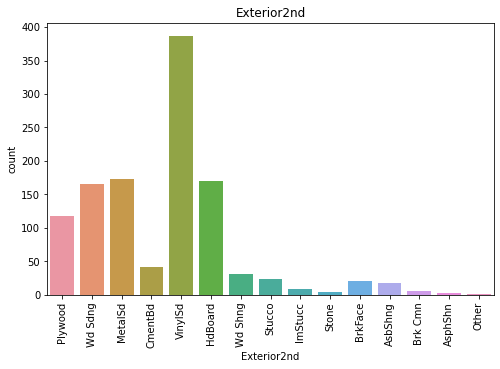 Exterior2nd
400
350
300
250
200
150
100
50
0
count
Plywood
Wd Sdng
MetalSd
CmentBd
VinylSd
HdBoard
Wd Shng
Stucco
ImStucc
Stone
BrkFace
AsbShng
Brk Cmn
AsphShn
Other
Exterior2nd